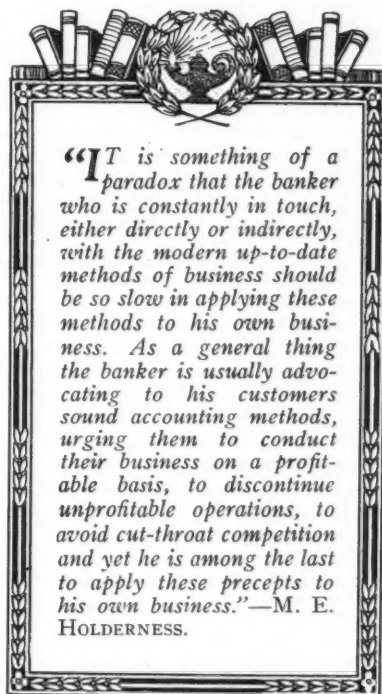 “IT is something of a
paradox that the banker
who is constantly in touch,
either directly or indirectly,
with the modern up-to-date
methods of business should
be so slow in applying these
methods to his own busi-
ness. As a general thing
the banker is usually advo-
cating to his customers
sound accounting methods,
urging them to conduct
their business on a profit-
able basis, to discontinue
unprofitable operations, to
avoid cut-throat competition
and yet he is among the last
to apply these precepts to
his own business.”—M. E.
HOLDERNESS.